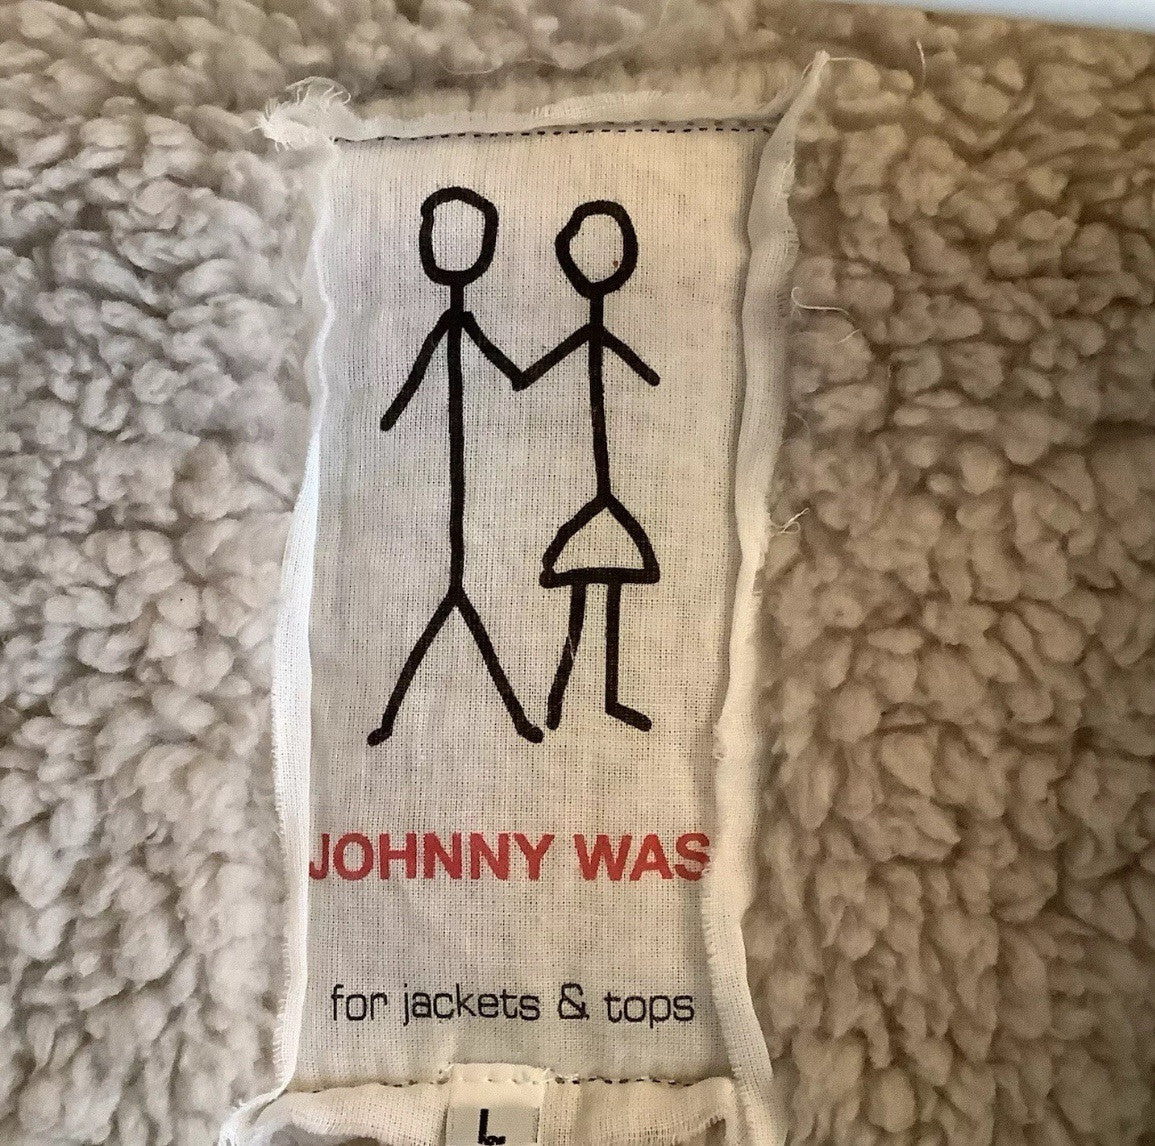 JOHNNY WAS
for jackets & tops
L